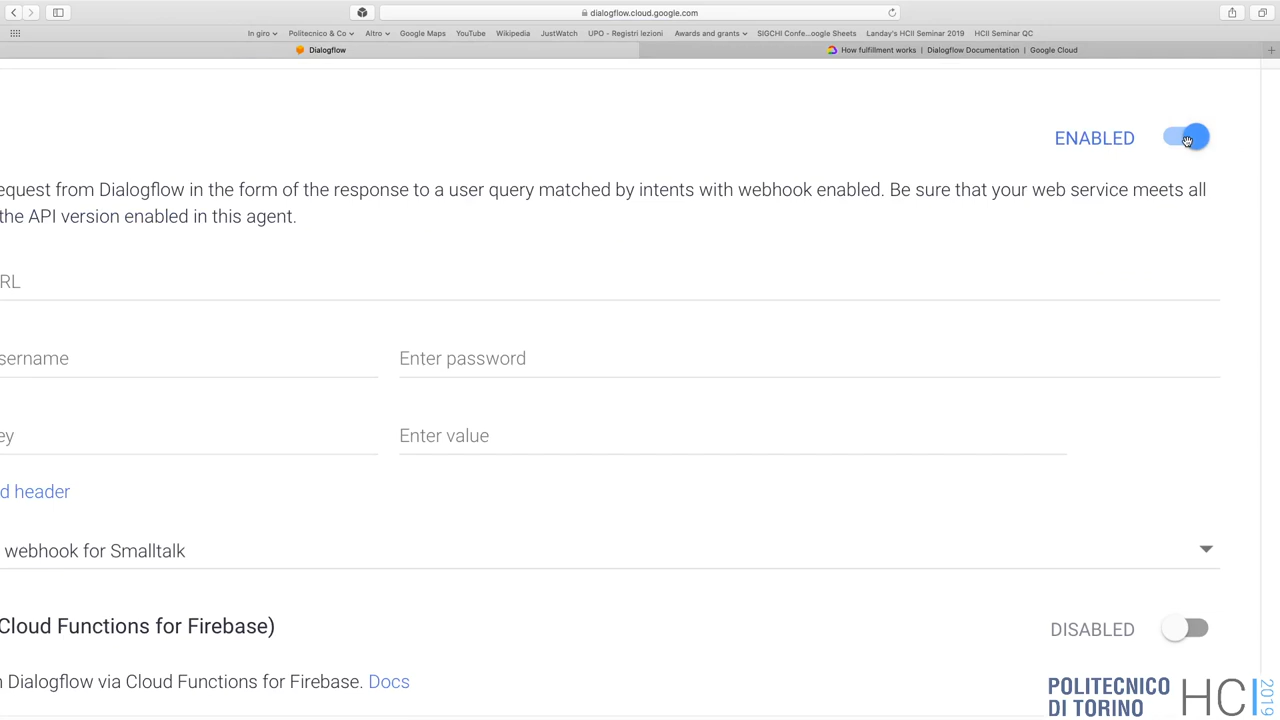 dialogflow.cloud.google.com
In giro Politecnico & Co Altro Google Maps YouTube Wikipedia JustWatch UPO - Registri lezioni Awards and grants SIGCHI Confe...oogle Sheets Landay's HCII Seminar 2019 HCII Seminar QC
Dialogflow How fulfillment works | Dialogflow Documentation | Google Cloud
ENABLED
equest from Dialogflow in the form of the response to a user query matched by intents with webhook enabled. Be sure that your web service meets all
the API version enabled in this agent.
RL
sername Enter password
ey Enter value
d header
webhook for Smalltalk
Cloud Functions for Firebase) DISABLED
n Dialogflow via Cloud Functions for Firebase. Docs
POLITECNICO
DI TORINO
HCI
2019